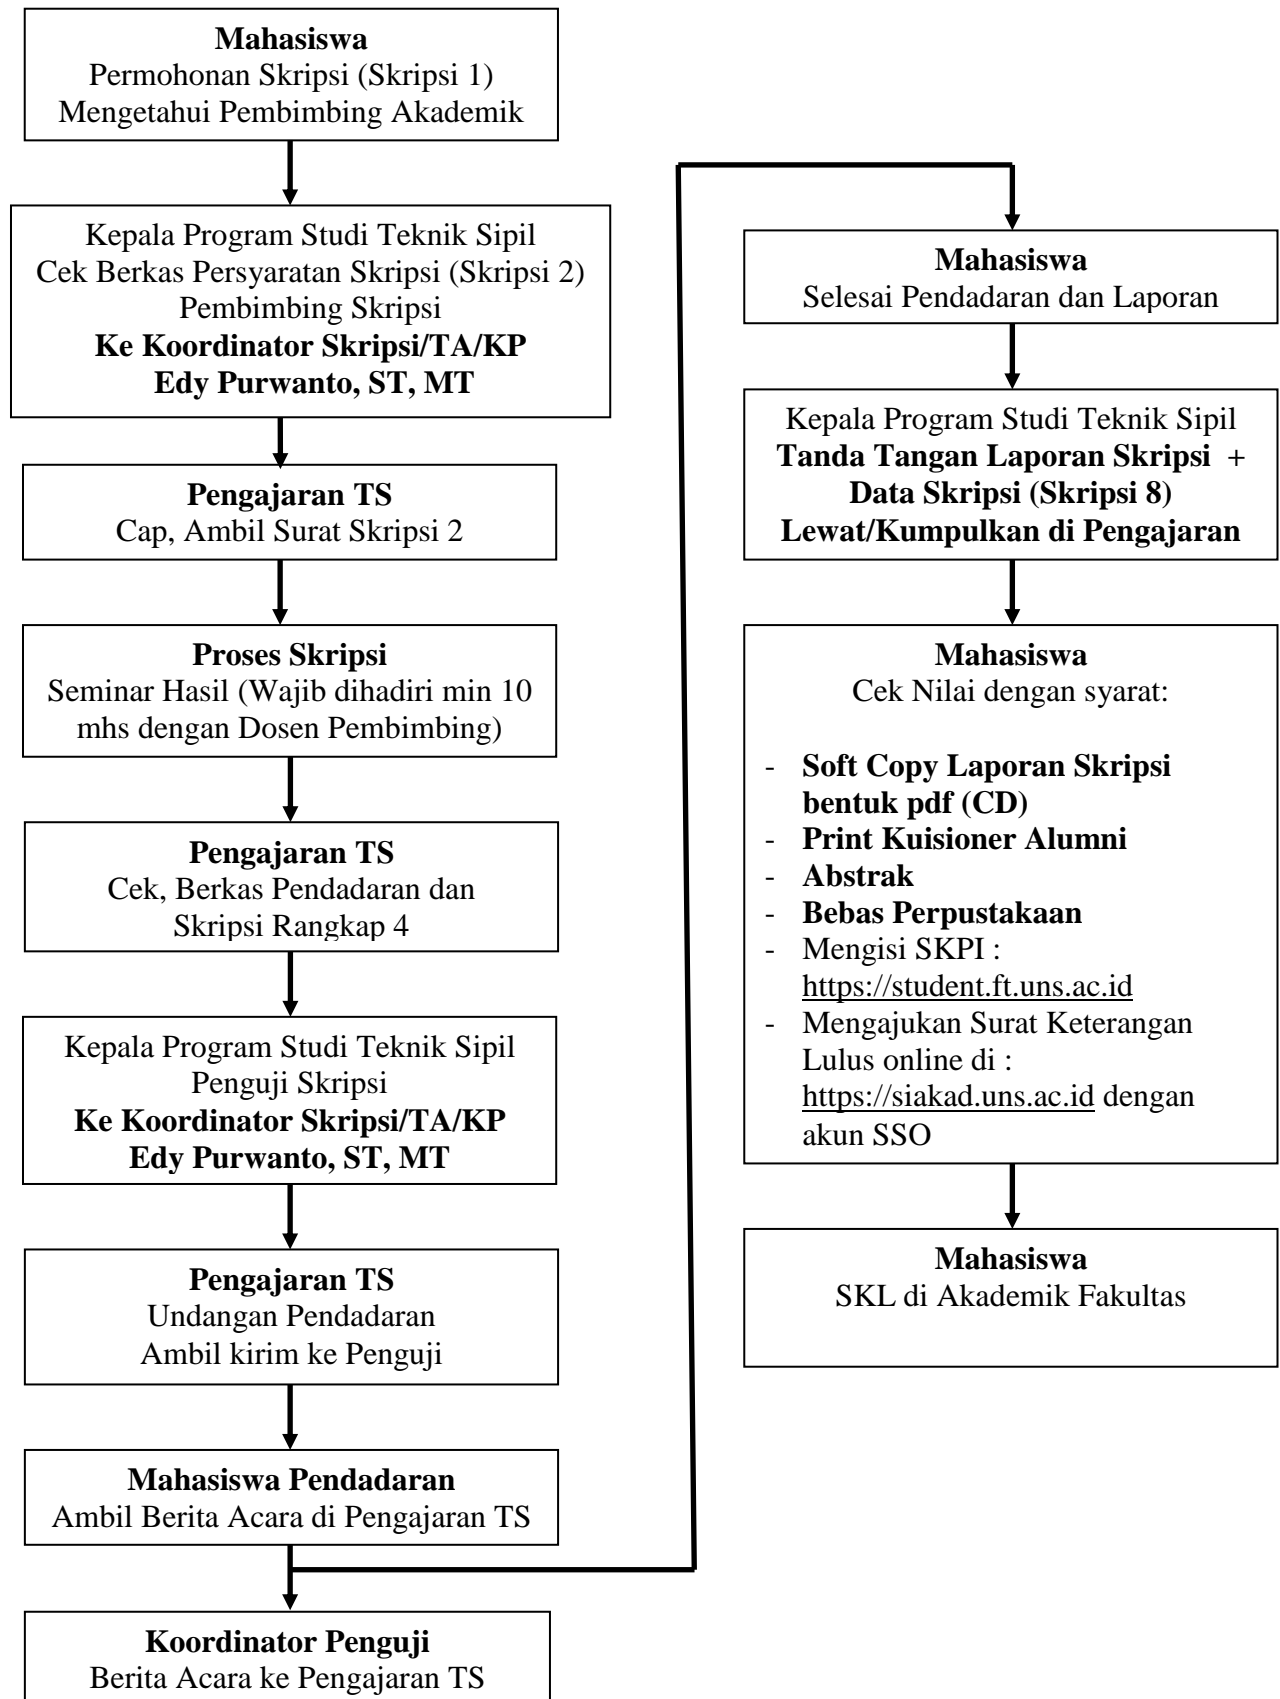 Mahasiswa
Permohonan Skripsi (Skripsi 1)
Mengetahui Pembimbing Akademik
Kepala Program Studi Teknik Sipil
Cek Berkas Persyaratan Skripsi (Skripsi 2)
Pembimbing Skripsi
Ke Koordinator Skripsi/TA/KP
Edy Purwanto, ST, MT
Pengajaran TS
Cap, Ambil Surat Skripsi 2
Proses Skripsi
Seminar Hasil (Wajib dihadiri min 10
mhs dengan Dosen Pembimbing)
Pengajaran TS
Cek, Berkas Pendadaran dan
Skripsi Rangkap 4
Kepala Program Studi Teknik Sipil
Penguji Skripsi
Ke Koordinator Skripsi/TA/KP
Edy Purwanto, ST, MT
Pengajaran TS
Undangan Pendadaran
Ambil kirim ke Penguji
Mahasiswa Pendadaran
Ambil Berita Acara di Pengajaran TS
Koordinator Penguji
Berita Acara ke Pengajaran TS
Mahasiswa
Selesai Pendadaran dan Laporan
Kepala Program Studi Teknik Sipil
Tanda Tangan Laporan Skripsi +
Data Skripsi (Skripsi 8)
Lewat/Kumpulkan di Pengajaran
Mahasiswa
Cek Nilai dengan syarat:
- Soft Copy Laporan Skripsi
bentuk pdf (CD)
- Print Kuisioner Alumni
- Abstrak
- Bebas Perpustakaan
- Mengisi SKPI :
https://student.ft.uns.ac.id
- Mengajukan Surat Keterangan
Lulus online di :
https://siakad.uns.ac.id dengan
akun SSO
Mahasiswa
SKL di Akademik Fakultas